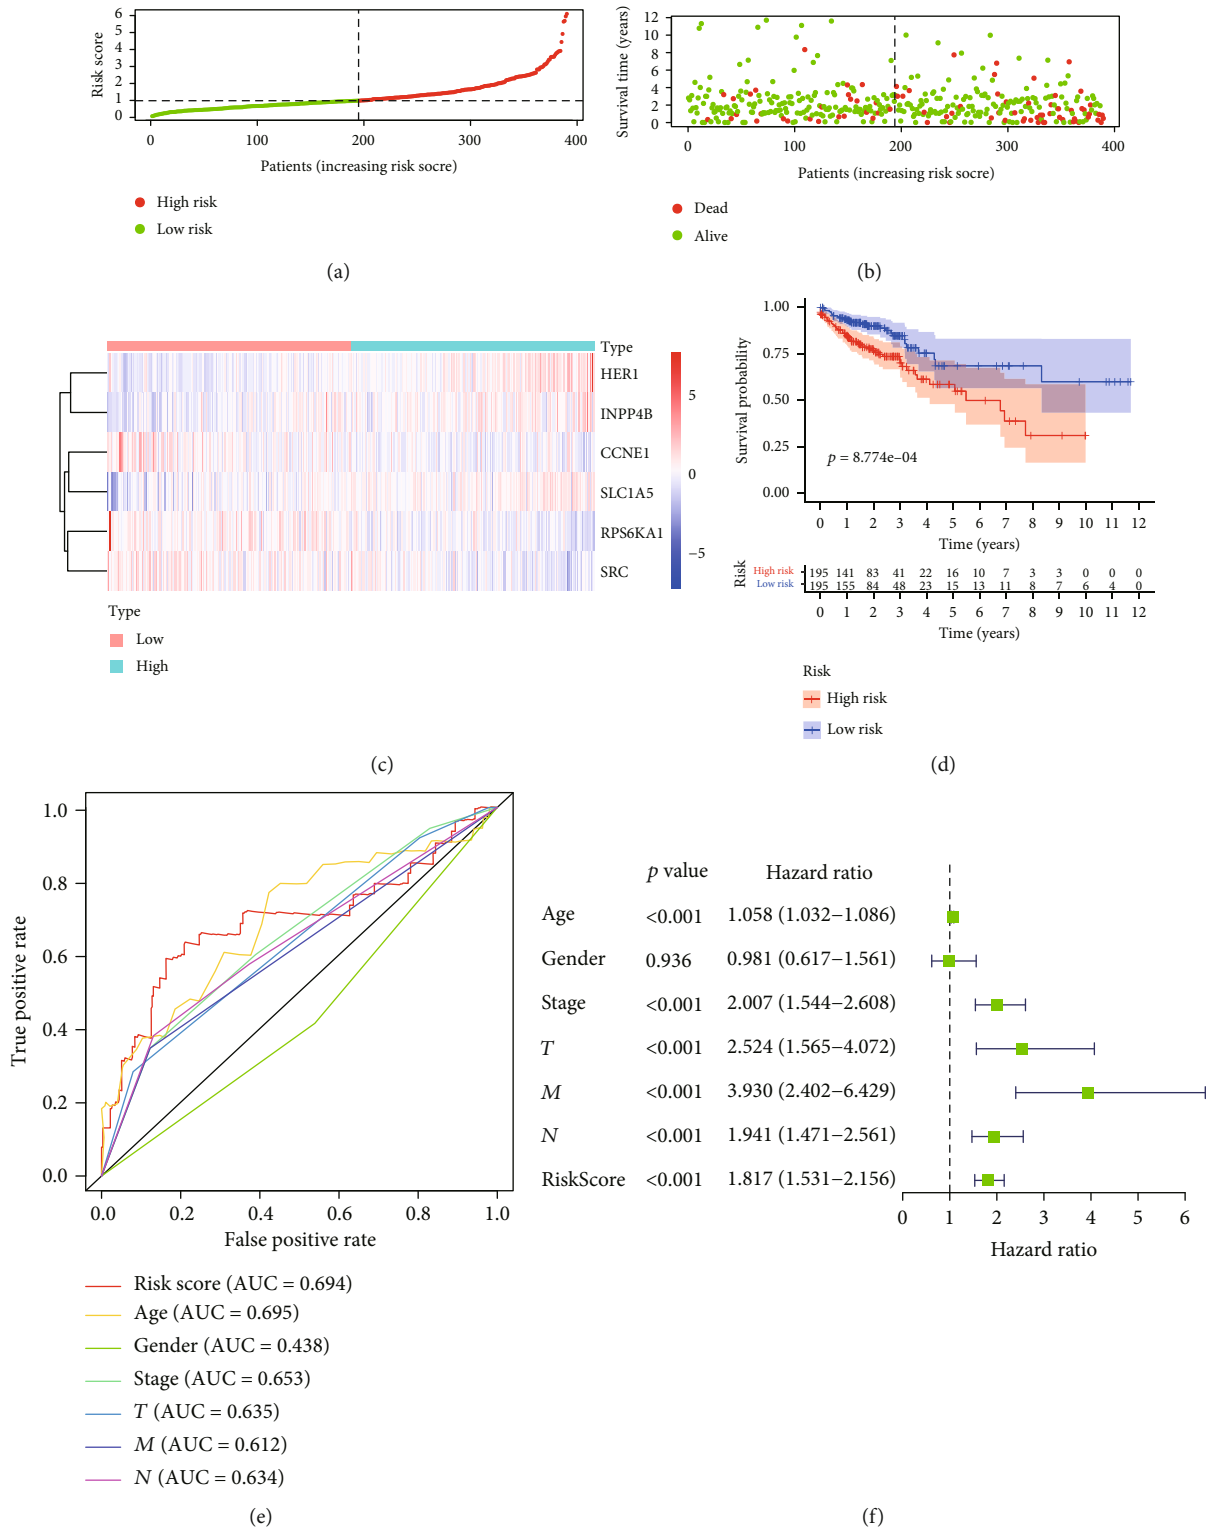 Risk score
6
5
4
3
2
1
0
0 100 200 300 400
Patients (increasing risk socre)
High risk
Low risk
(a)
Survival time (years)
12
10
8
6
4
2
0
0 100 200 300 400
Patients (increasing risk socre)
Dead
Alive
(b)
Type
HER1
INPP4B
CCNE1
SLC1A5
RPS6KA1
SRC
5
0
−5
Type
Low
High
(c)
Survival probability
1.00
0.75
0.50
0.25
0.00
p = 8.774e–04
0 1 2 3 4 5 6 7 8 9 10 11 12
Time (years)
Risk
High risk 195 141 83 41 22 16 10 7 3 3 0 0 0
Low risk 195 155 84 48 23 15 13 11 8 7 6 4 0
0 1 2 3 4 5 6 7 8 9 10 11 12
Time (years)
Risk
High risk
Low risk
(d)
True positive rate
1.0
0.8
0.6
0.4
0.2
0.0
0.0 0.2 0.4 0.6 0.8 1.0
False positive rate
Risk score (AUC = 0.694)
Age (AUC = 0.695)
Gender (AUC = 0.438)
Stage (AUC = 0.653)
T (AUC = 0.635)
M (AUC = 0.612)
N (AUC = 0.634)
(e)
p value Hazard ratio
Age <0.001 1.058 (1.032−1.086)
Gender 0.936 0.981 (0.617−1.561)
Stage <0.001 2.007 (1.544−2.608)
T <0.001 2.524 (1.565−4.072)
M <0.001 3.930 (2.402−6.429)
N <0.001 1.941 (1.471−2.561)
RiskScore <0.001 1.817 (1.531−2.156)
0 1 2 3 4 5 6
Hazard ratio
(f)